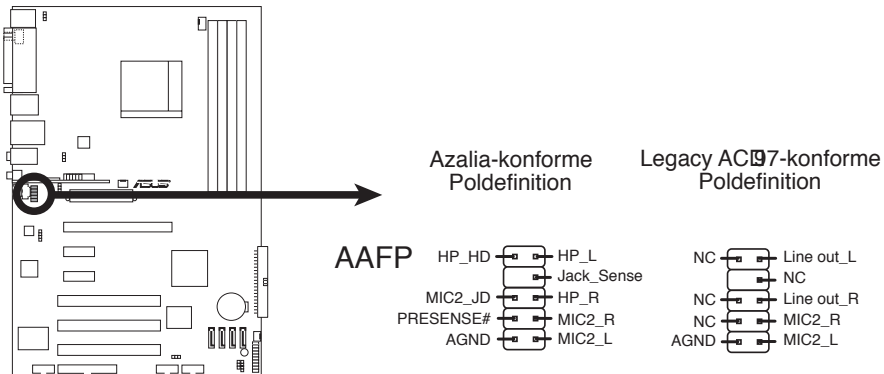 ASUS
Azalia-konforme
Poldefinition
AAFP
HP_HD
HP_L
Jack_Sense
MIC2_JD
HP_R
PRESENSE#
MIC2_R
AGND
MIC2_L
Legacy AC 97-konforme
Poldefinition
NC
Line out_L
NC
NC
Line out_R
NC
MIC2_R
AGND
MIC2_L